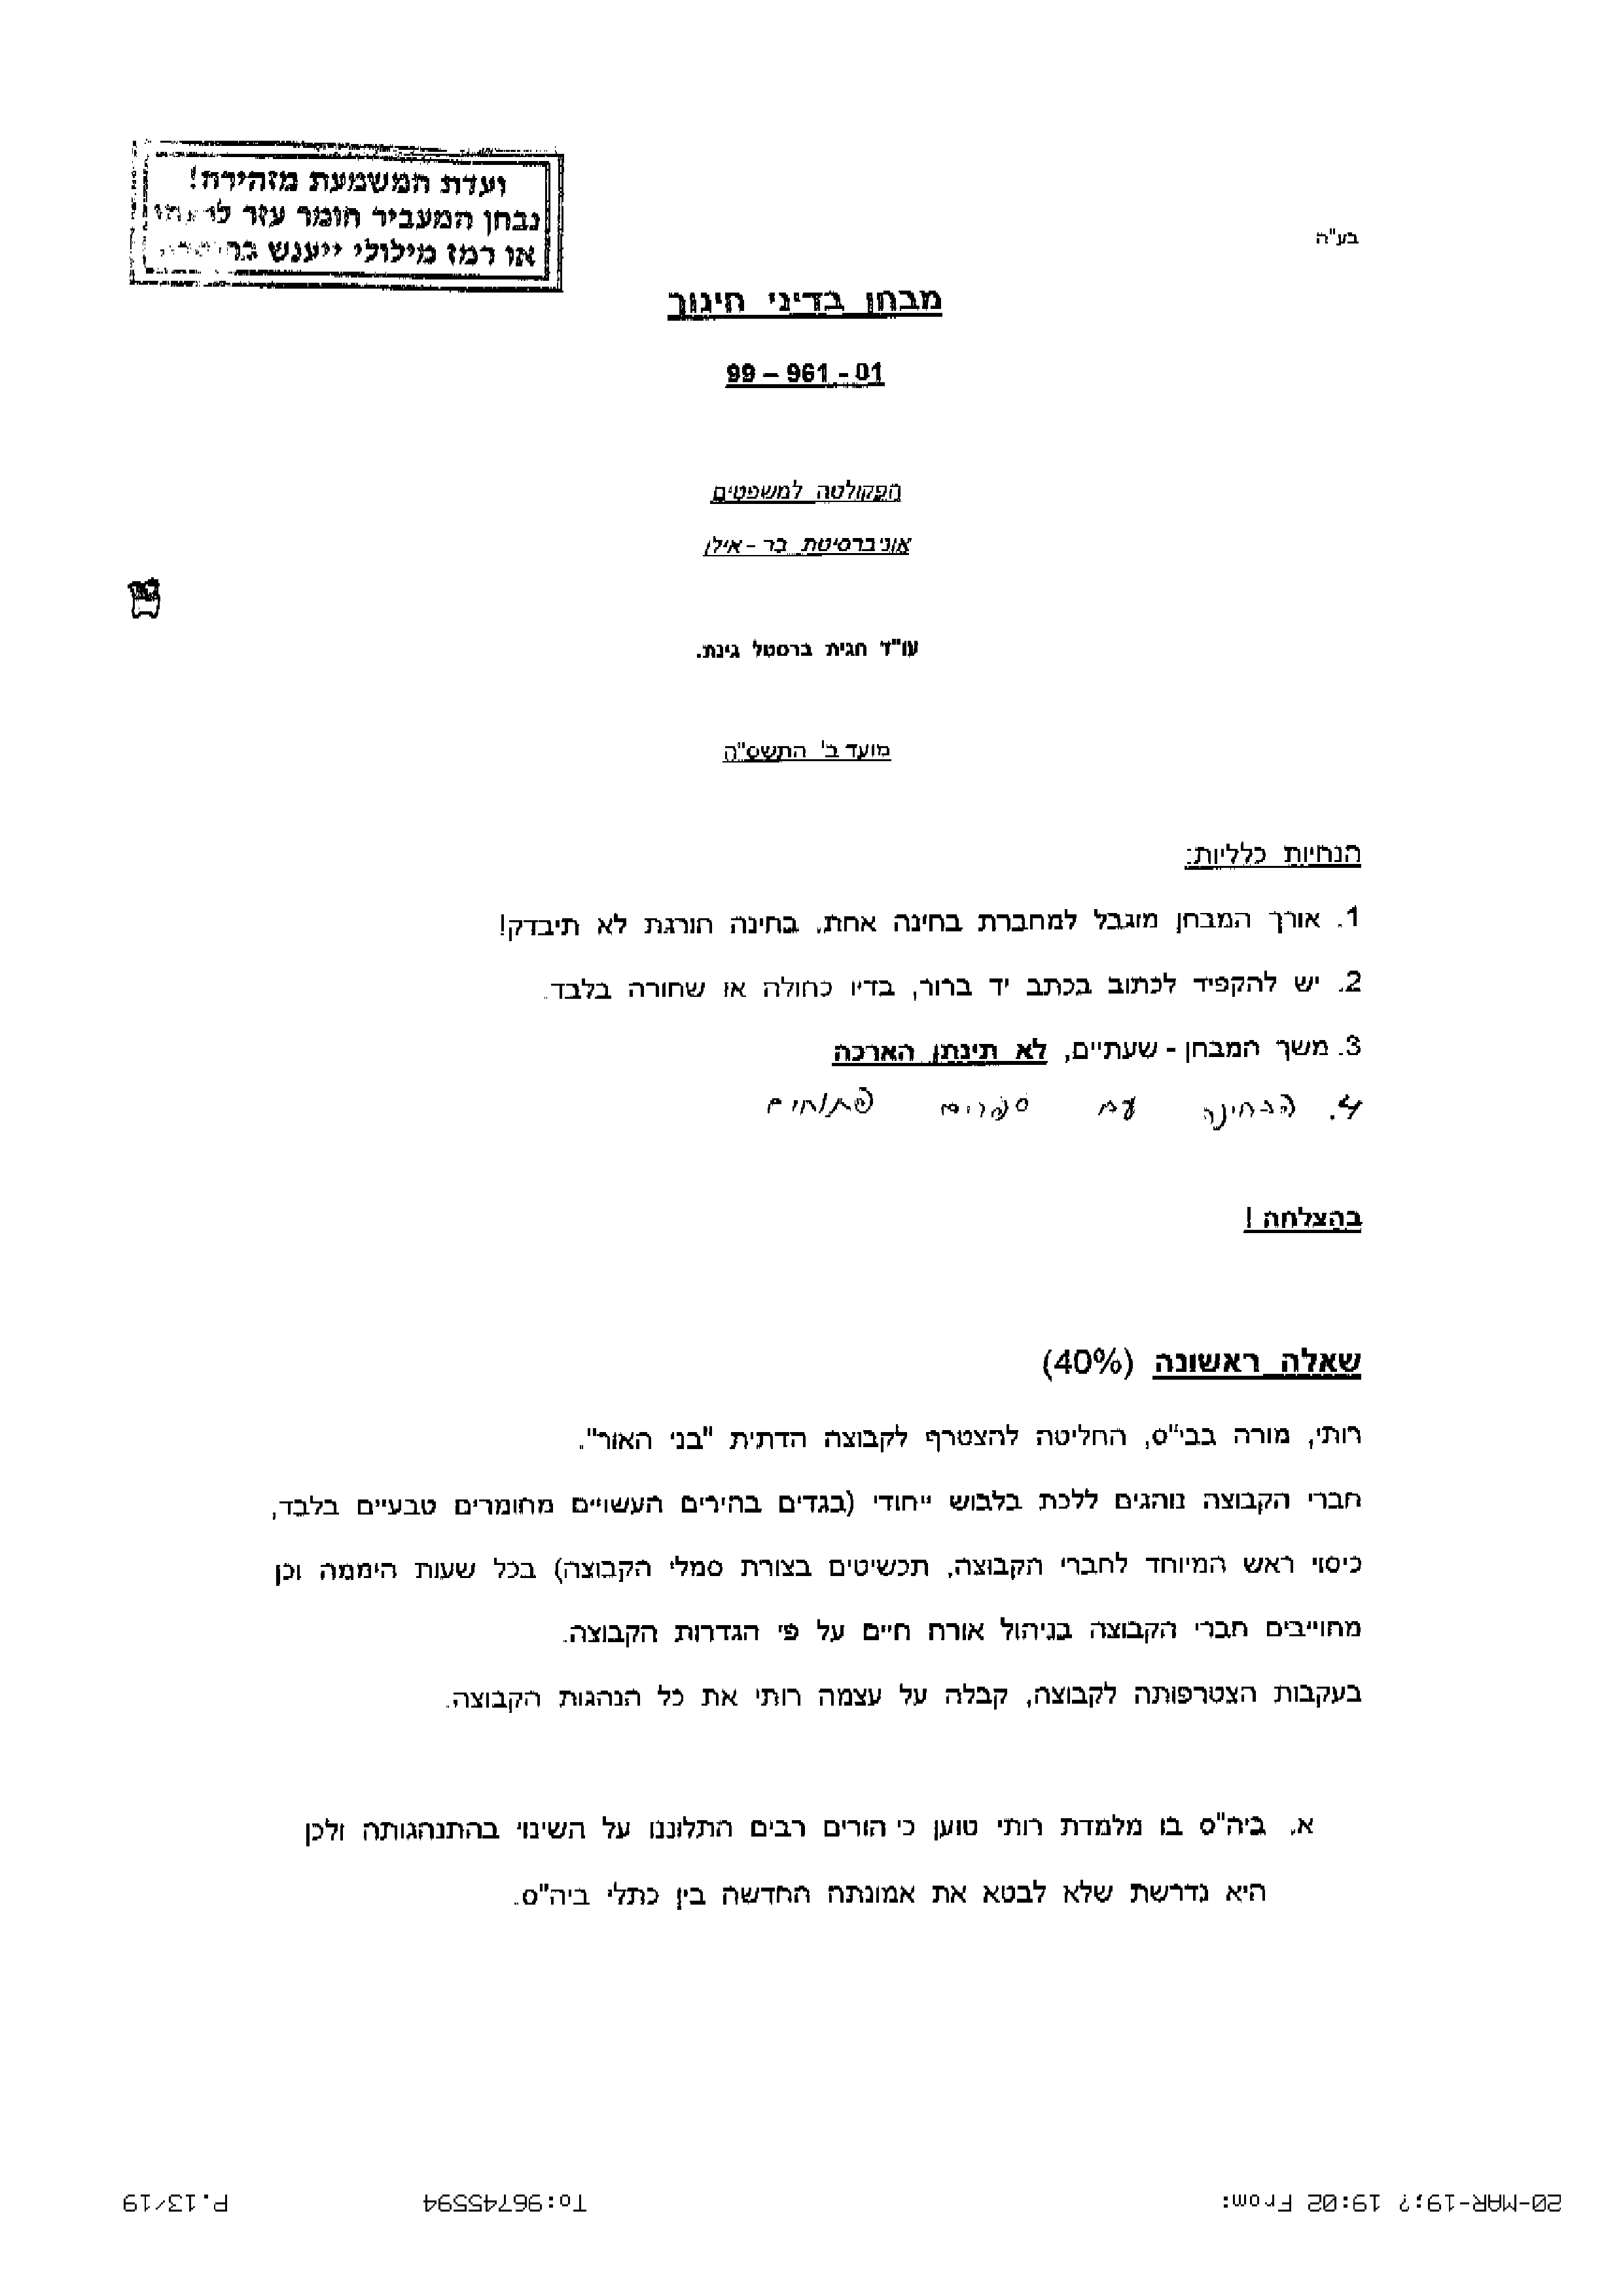 ועדת המשמעת מזהירה!
נבחן המעביר חומר עזר לרעהו
או רמז מילולי ייענש
בע"ה
מבחן בדיני חינוך
99 – 961 - 01
הפקולטה למשפטים
אוניברסיטת בר - אילן
עו"ד חגית ברסטל גינת.
מועד ב' התשס"ה
הנחיות כלליות:
1. אורך המבחן מוגבל למחברת בחינה אחת. בחינה חורגת לא תיבדק!
2. יש להקפיד לכתוב בכתב יד ברור, בדיו כחולה או שחורה בלבד.
3. משך המבחן - שעתיים, לא תינתן הארכה
4. הבחינה עם ספרים פתוחים
בהצלחה !
שאלה ראשונה (40%)
רותי, מורה בבי"ס, החליטה להצטרף לקבוצה הדתית "בני האור".
חברי הקבוצה נוהגים ללכת בלבוש ייחודי (בגדים בהירים העשויים מחומרים טבעיים בלבד,
כיסוי ראש המיוחד לחברי הקבוצה, תכשיטים בצורת סמלי הקבוצה) בכל שעות היממה וכן
מחוייבים חברי הקבוצה בניהול אורח חיים על פי הגדרות הקבוצה.
בעקבות הצטרפותה לקבוצה, קבלה על עצמה רותי את כל הנהגות הקבוצה.
א. ביה"ס בו מלמדת רותי טוען כי הורים רבים התלוננו על השינוי בהתנהגותה ולכן
היא נדרשת שלא לבטא את אמונתה החדשה בין כתלי ביה"ס.
20-MAR-19;? 19:02 From: To:96745594 P.13/19